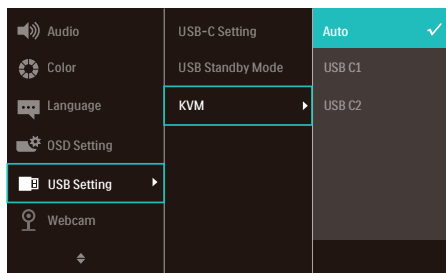 Audio
Color
Language
OSD Setting
USB Setting
Webcam
USB-C Setting
USB Standby Mode
KVM
Auto
USB C1
USB C2